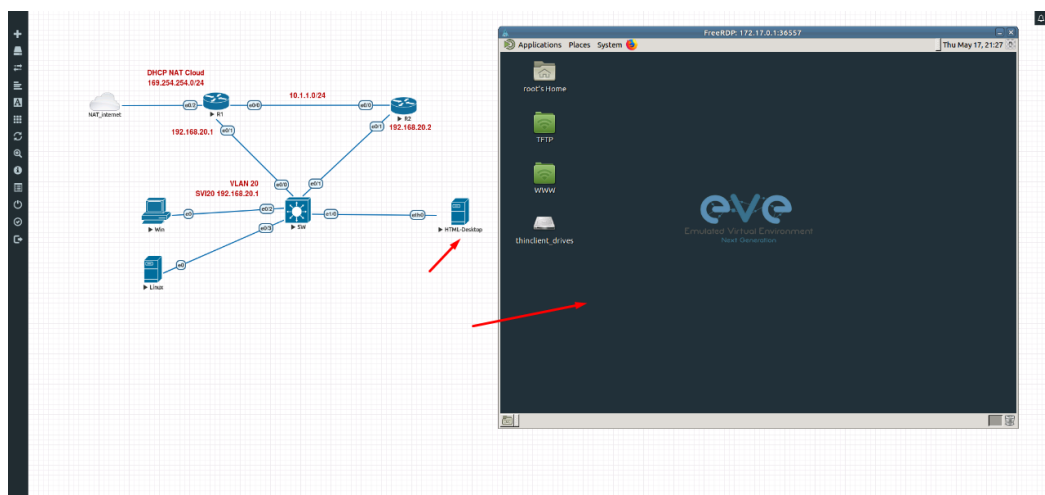 FreeRDP: 172.17.0.1:36557
Applications Places System
Thu May 17, 21:27
root's Home
TFTP
WWW
thinclient_drives
eve
Emulated Virtual Environment
Next Generation
DHCP NAT Cloud
169.254.254.0/24
10.1.1.0/24
NAT_internet
e0/2
R1
e0/0
e0/0
R2
192.168.20.1
e0/1
e0/1
192.168.20.2
VLAN 20
SVI20 192.168.20.1
e0/0
e0/1
Win
e0
e0/2
SW
e1/0
eth0
HTML-Desktop
e0/3
e0
Linux